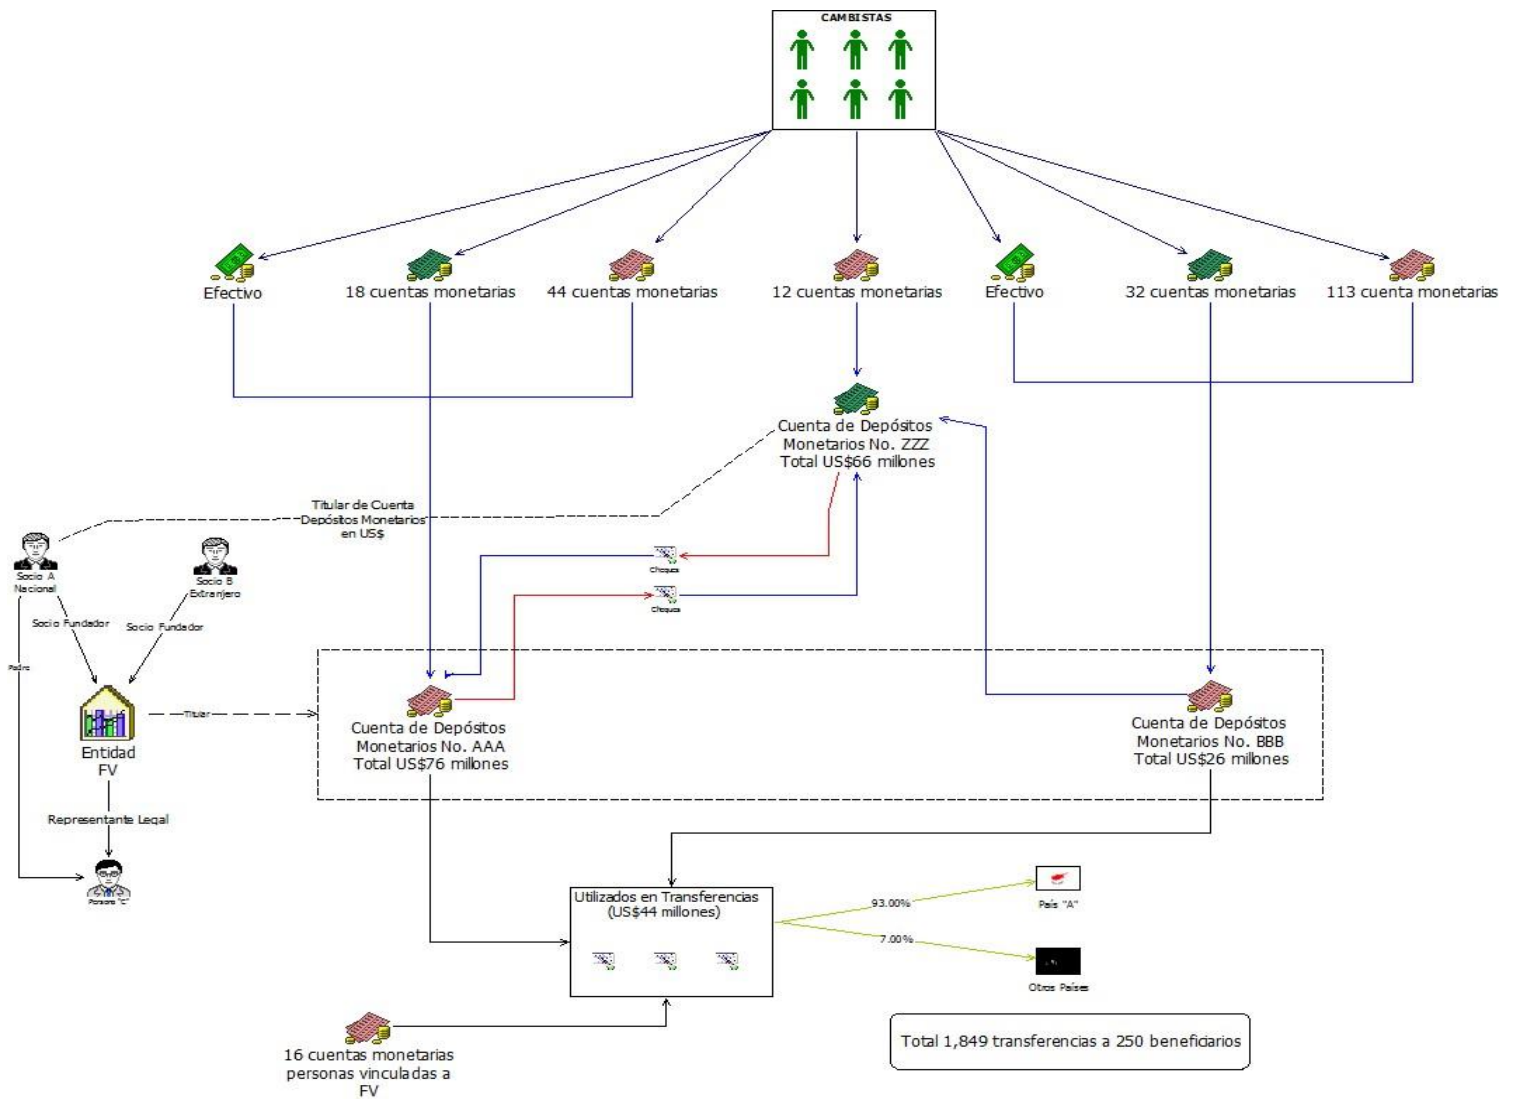 CAMBISTAS
Efectivo
18 cuentas monetarias
44 cuentas monetarias
12 cuentas monetarias
Efectivo
32 cuentas monetarias
113 cuenta monetarias
Cuenta de Depósitos
Monetarios No. ZZZ
Total US$66 millones
Titular de Cuenta
Depósitos Monetarios
en US$
Socio A
Nacional
Socio B
Extranjero
Cheques
Cheques
Socio Fundador
Socio Fundador
Padre
Titular
Entidad
FV
Cuenta de Depósitos
Monetarios No. AAA
Total US$76 millones
Cuenta de Depósitos
Monetarios No. BBB
Total US$26 millones
Representante Legal
Persona "C"
Utilizados en Transferencias
(US$44 millones)
93.00%
País "A"
7.00%
Otros Países
Total 1,849 transferencias a 250 beneficiarios
16 cuentas monetarias
personas vinculadas a
FV